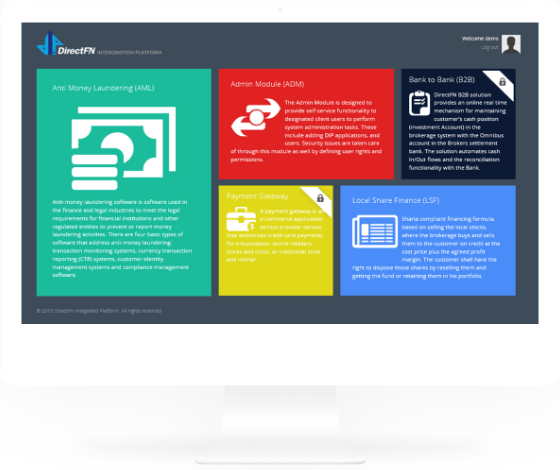 DirectFN INTERGRATION PLATFORM
Welcome demo
Log out
Anti Money Laundering (AML)
Anti money laundering software is software used in
the finance and legal industries to meet the legal
requirements for financial institutions and other
regulated entities to prevent or report money
laundering activities. There are four basic types of
software that address anti-money laundering:
transaction monitoring systems, currency transaction
reporting (CTR) systems, customer identity
management systems and compliance management
software.
Admin Module (ADM)
The Admin Module is designed to
provide self-service functionality to
designated client users to perform
system administration tasks. These
include adding DIP applications, and
users. Security issues are taken care
of through this module as well by defining user rights and
permissions.
Bank to Bank (B2B)
DirectFN B2B solution
provides an online real time
mechanism for maintaining
customer's cash position
(Investment Account) in the
brokerage system with the Omnibus
account in the Brokers settlement
bank. The solution automates cash
In/Out flows and the reconciliation
functionality with the Bank.
Payment Gateway
A payment gateway is an
e-commerce application
service provider service
that authorizes credit card payments
for e-businesses, online retailers,
bricks and clicks, or traditional brick
and mortar
Local Share Finance (LSF)
Sharia compliant financing formula,
based on selling the local stocks,
where the brokerage buys and sells
them to the customer on credit at the
cost price plus the agreed profit
margin. The customer shall have the
right to dispose those shares by reselling them and
getting the fund or retaining them in his portfolio.
© 2015 DirectFN Integrated Platform. All rights reserved